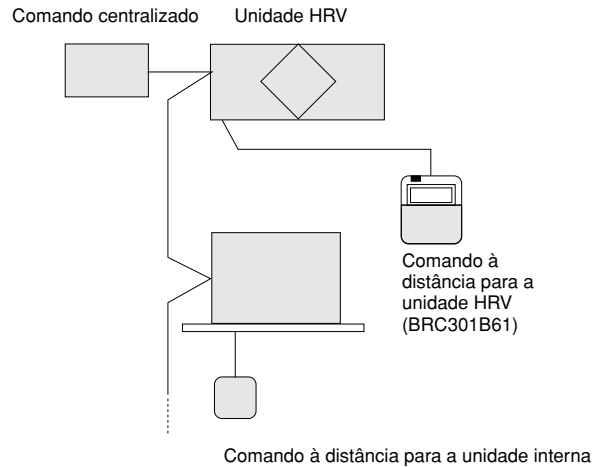 Comando centralizado
Unidade HRV
Comando à
distância para a
unidade HRV
(BRC301B61)
Comando à distância para a unidade interna